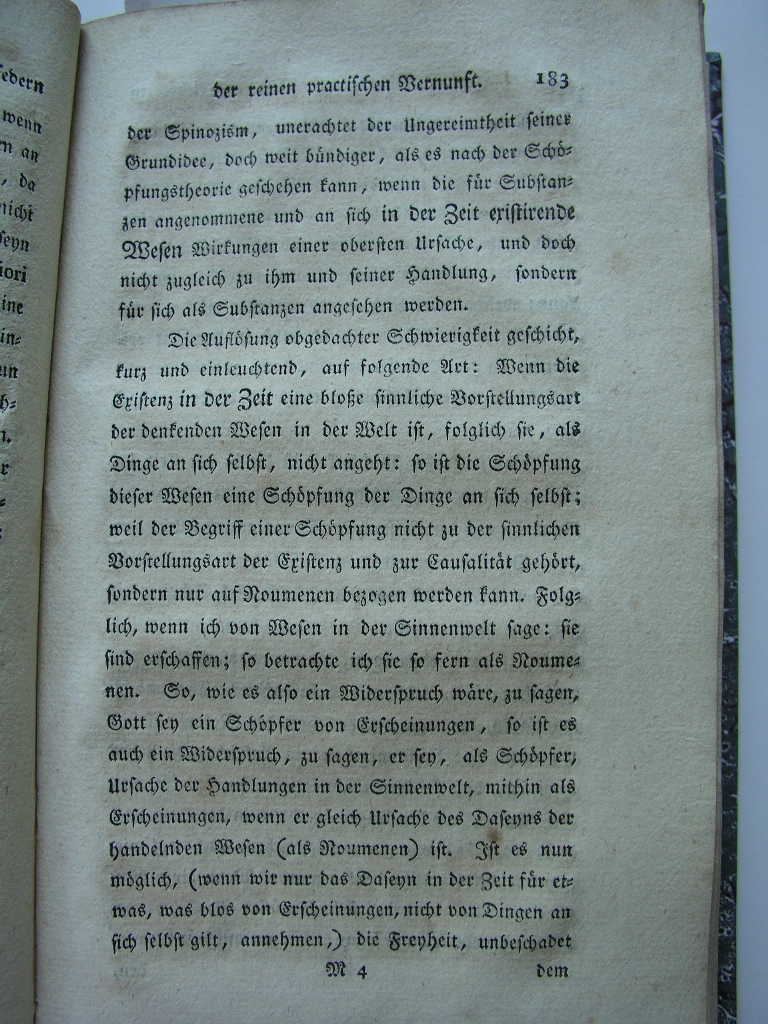 edern
wenn
rn an
, da
nicht
seyn
iori
ine
in-
un
ch-
r
der reinen practischen Vernunft. 183
der Spinozism, unerachtet der Ungereimtheit seiner
Grundidee, doch weit bündiger, als es nach der Schö-
pfungstheorie geschehen kann, wenn die für Substan-
zen angenommene und an sich in der Zeit existirende
Wesen Wirkungen einer obersten Ursache, und doch
nicht zugleich zu ihm und seiner Handlung, sondern
für sich als Substanzen angesehen werden.
Die Auflösung obgedachter Schwierigkeit geschicht,
kurz und einleuchtend, auf folgende Art: Wenn die
Existenz in der Zeit eine bloße sinnliche Vorstellungsart
der denkenden Wesen in der Welt ist, folglich sie, als
Dinge an sich selbst, nicht angeht: so ist die Schöpfung
dieser Wesen eine Schöpfung der Dinge an sich selbst;
weil der Begriff einer Schöpfung nicht zu der sinnlichen
Vorstellungsart der Existenz und zur Causalität gehört,
sondern nur auf Noumenen bezogen werden kann. Folg-
lich, wenn ich von Wesen in der Sinnenwelt sage: sie
sind erschaffen; so betrachte ich sie so fern als Noume-
nen. So, wie es also ein Widerspruch wäre, zu sagen,
Gott sey ein Schöpfer von Erscheinungen, so ist es
auch ein Widerspruch, zu sagen, er sey, als Schöpfer,
Ursache der Handlungen in der Sinnenwelt, mithin als
Erscheinungen, wenn er gleich Ursache des Daseyns der
handelnden Wesen (als Noumenen) ist. Ist es nun
möglich, (wenn wir nur das Daseyn in der Zeit für et-
was, was blos von Erscheinungen, nicht von Dingen an
sich selbst gilt, annehmen,) die Freyheit, unbeschadet
M 4 dem